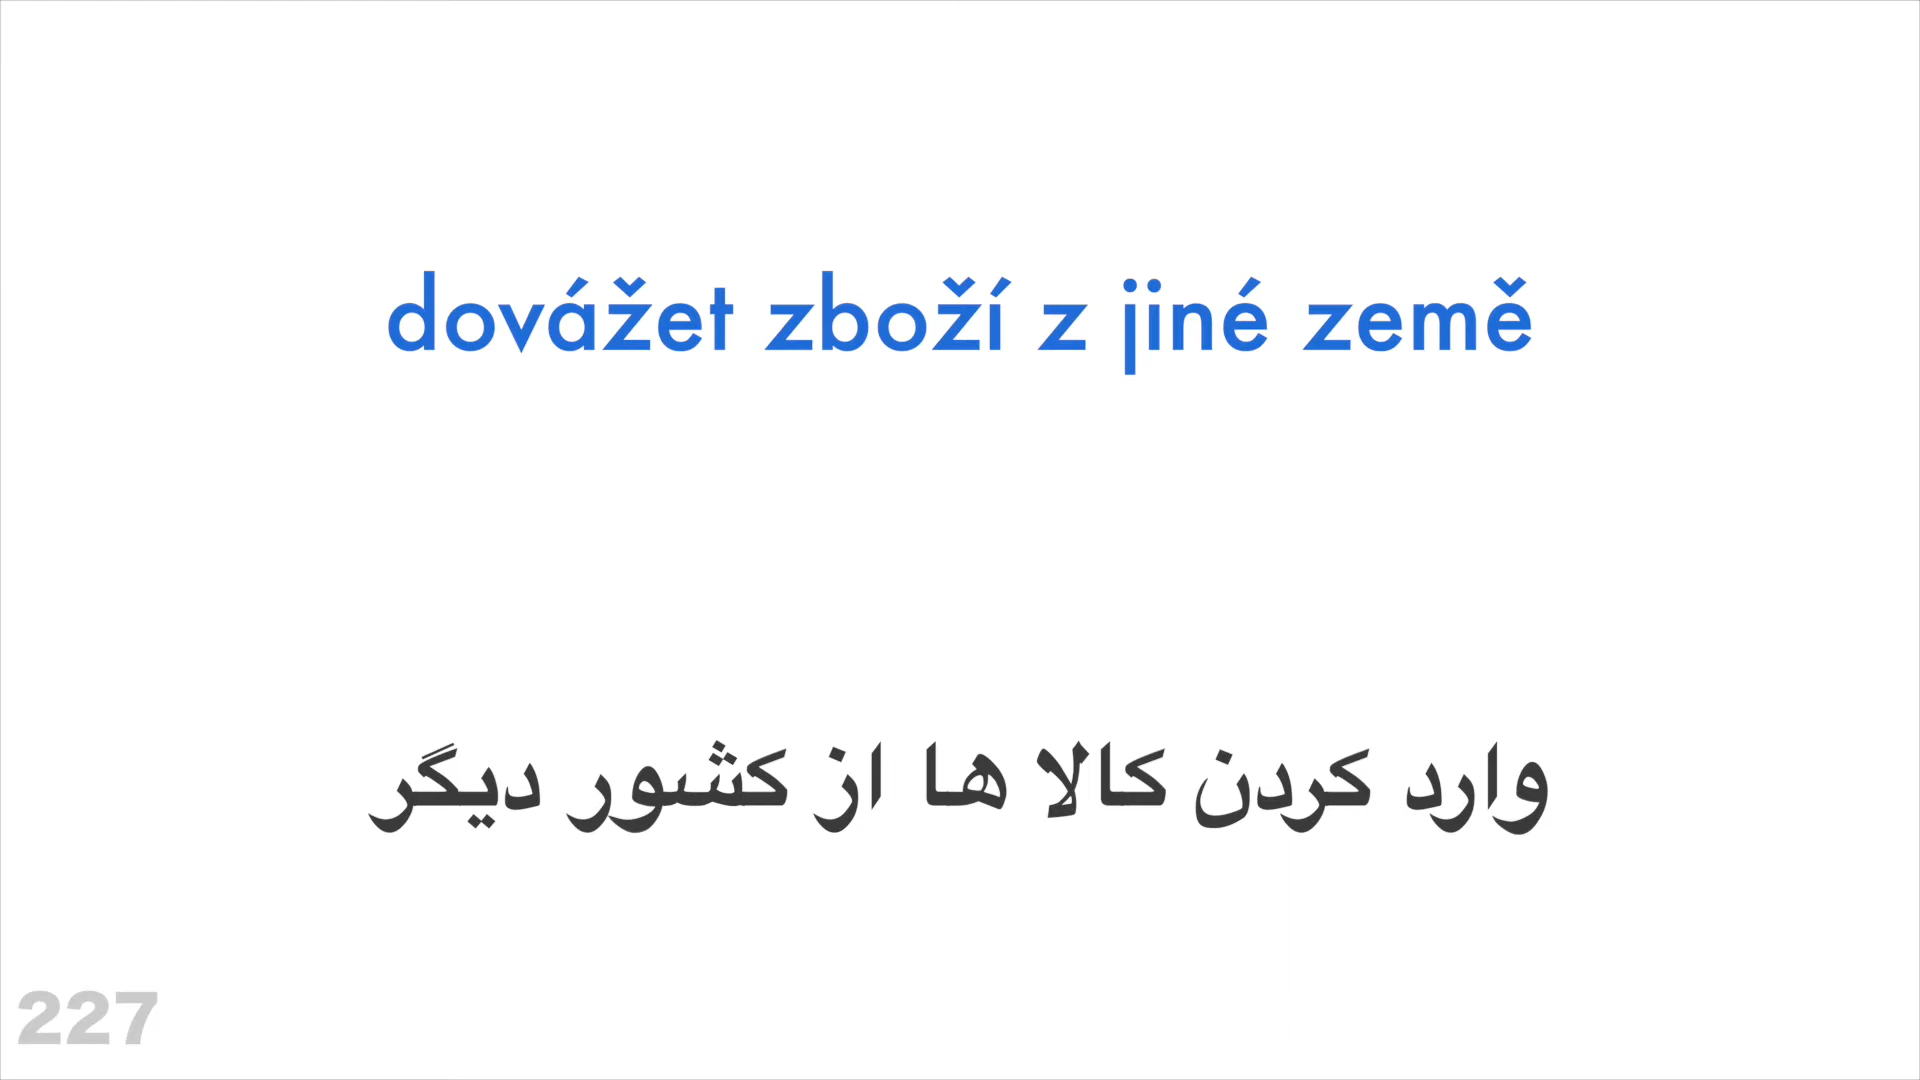 dovážet zboží z jiné země
وارد کردن کالا ها از کشور دیگر
227